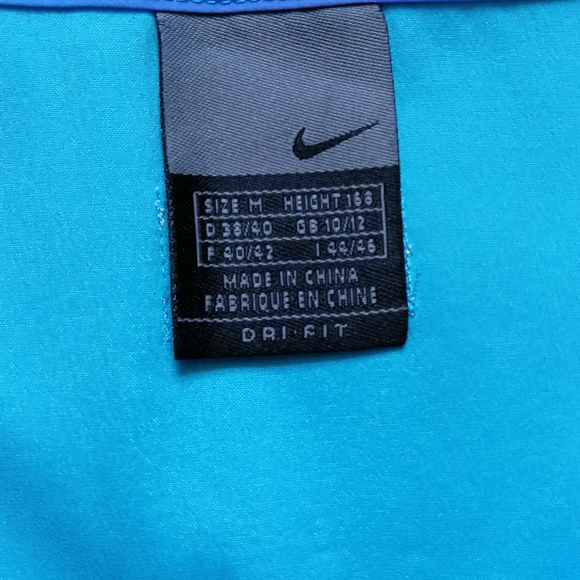 SIZE M HEIGHT 168
D 38/40 GB 10/12
F 40/42 I 44/46
MADE IN CHINA
FABRIQUE EN CHINE
DRI-FIT